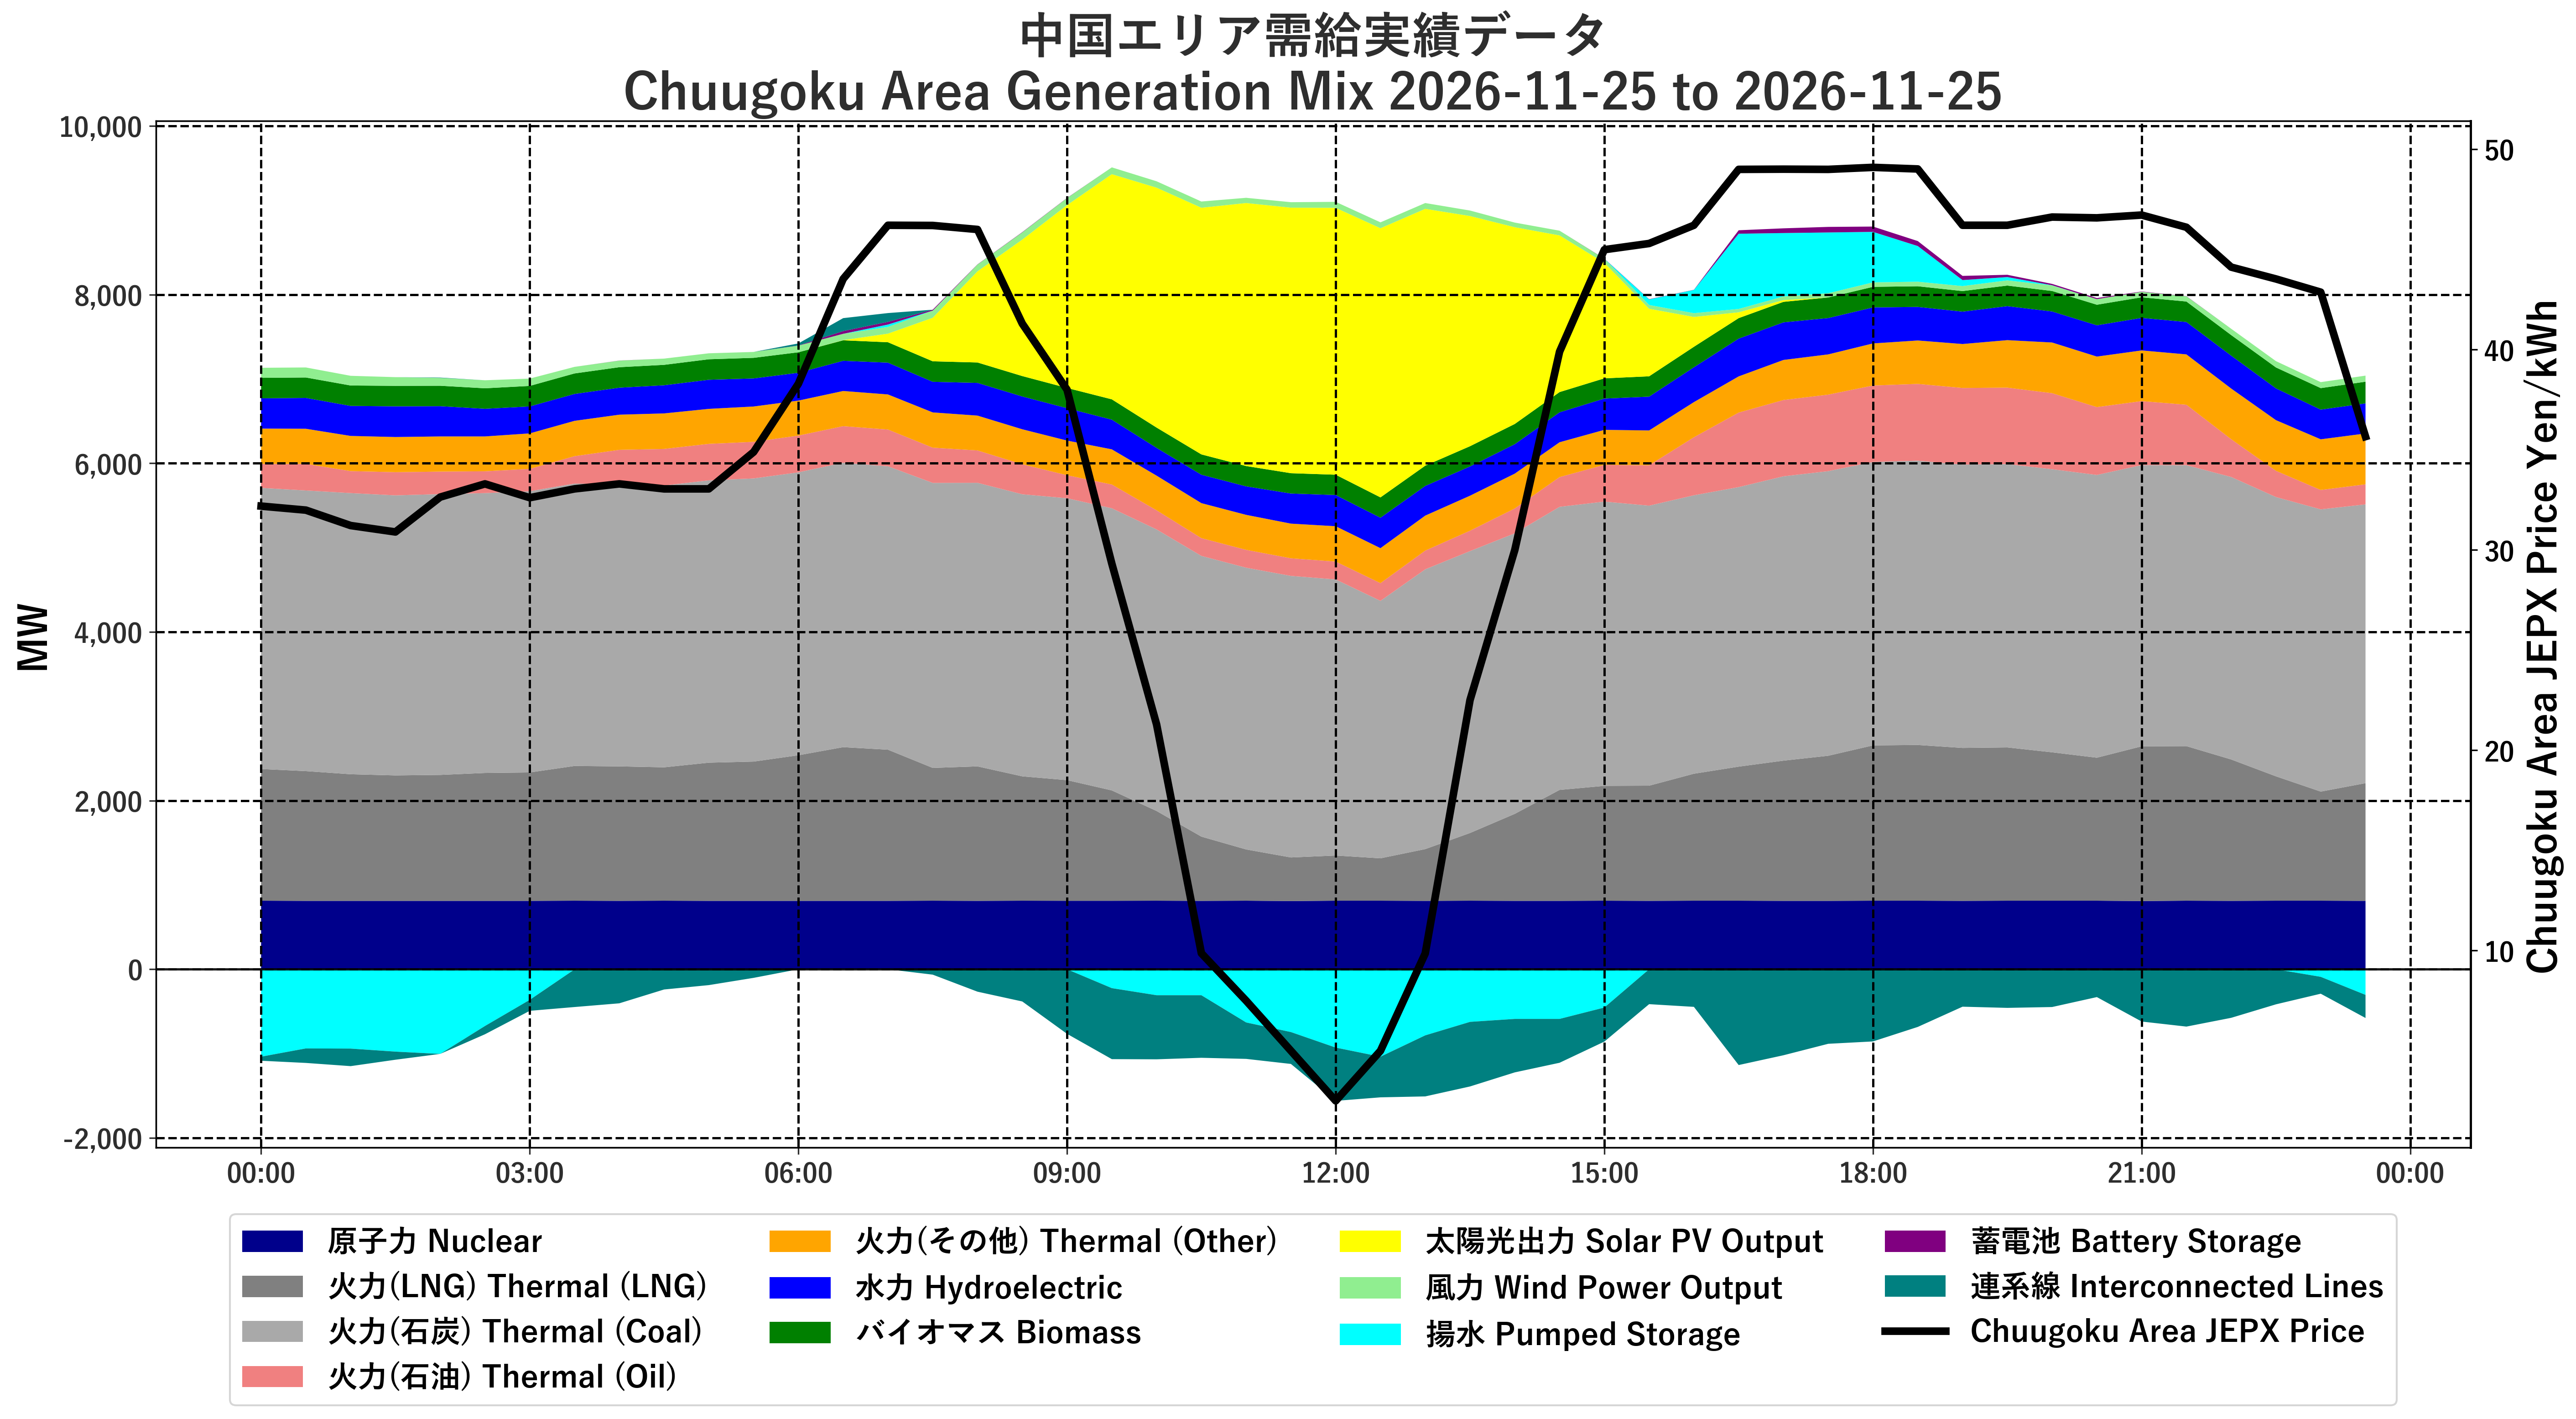 中国エリア需給実績データ
Chuugoku Area Generation Mix 2026-11-25 to 2026-11-25
MW
10,000
8,000
6,000
4,000
2,000
0
-2,000
50
40
30
20
10
Chuugoku Area JEPX Price Yen/kWh
00:00 03:00 06:00 09:00 12:00 15:00 18:00 21:00 00:00
原子力 Nuclear
火力(LNG) Thermal (LNG)
火力(石炭) Thermal (Coal)
火力(石油) Thermal (Oil)
火力(その他) Thermal (Other)
水力 Hydroelectric
バイオマス Biomass
太陽光出力 Solar PV Output
風力 Wind Power Output
揚水 Pumped Storage
蓄電池 Battery Storage
連系線 Interconnected Lines
Chuugoku Area JEPX Price